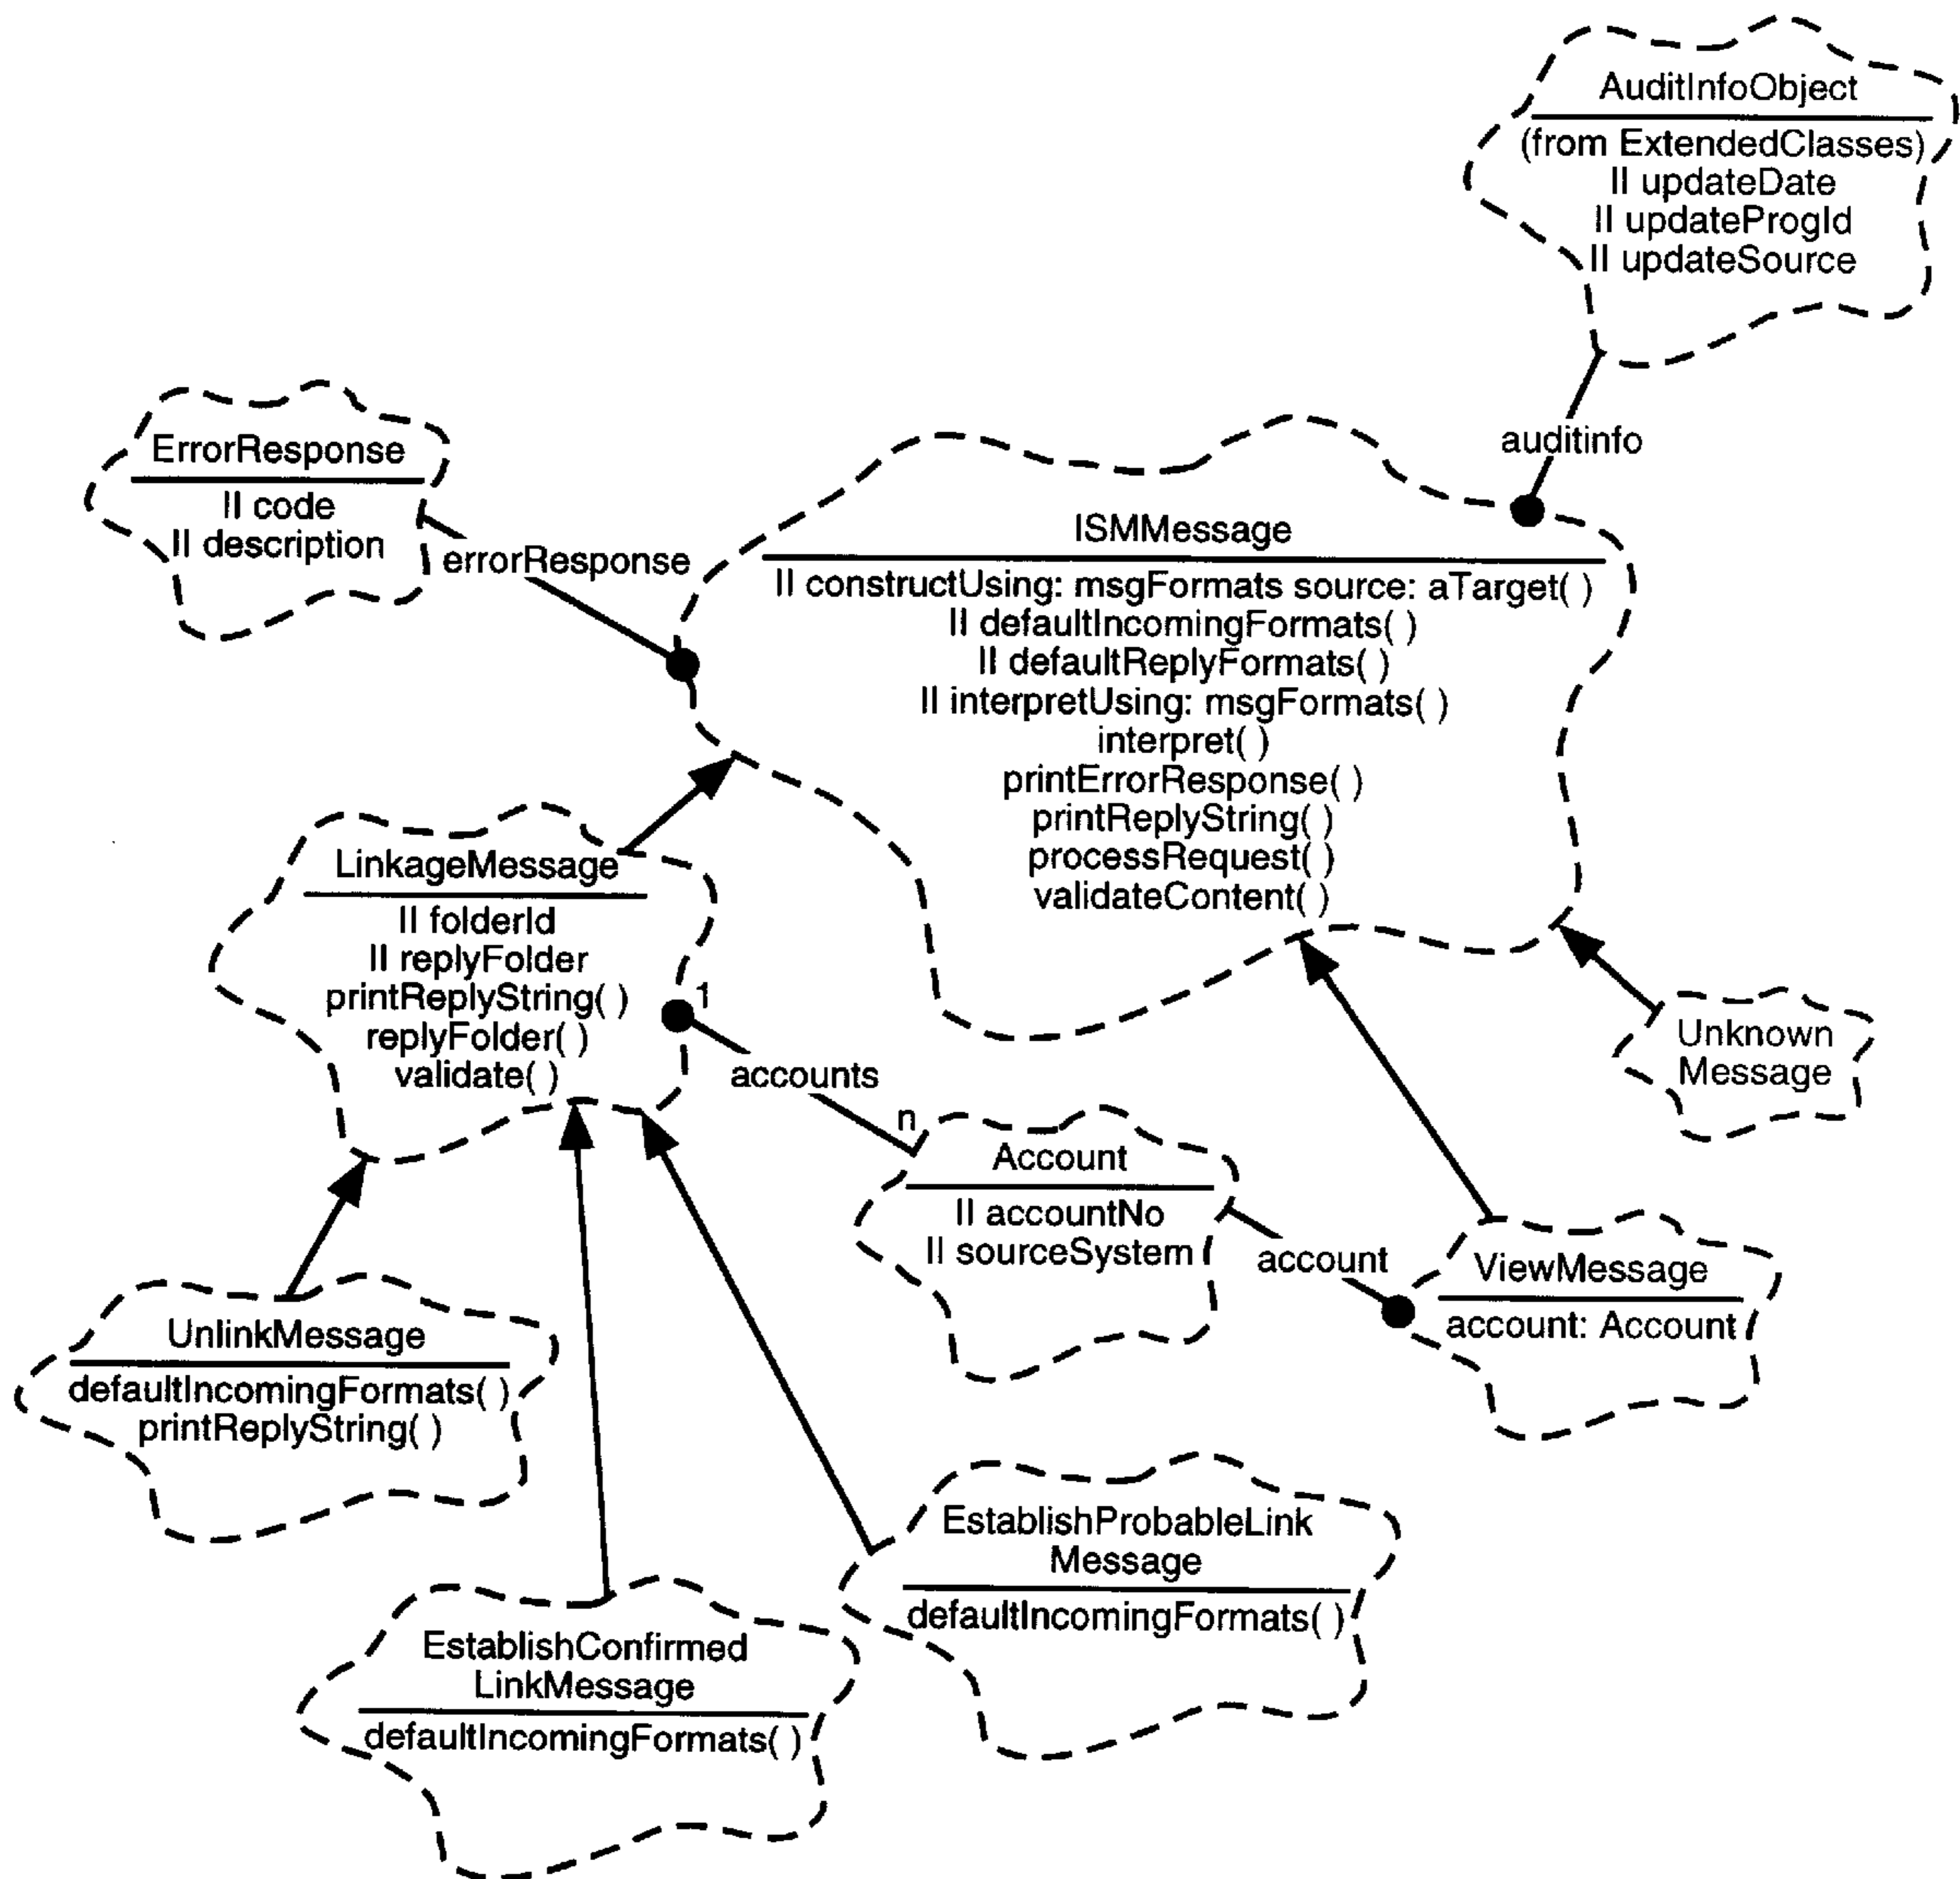 AuditInfoObject
(from ExtendedClasses)
II updateDate
II updateProgId
II updateSource
auditinfo
ErrorResponse
II code
II description
errorResponse
ISMMessage
II constructUsing: msgFormats source: aTarget( )
II defaultIncomingFormats( )
II defaultReplyFormats( )
II interpretUsing: msgFormats( )
interpret( )
printErrorResponse( )
printReplyString( )
processRequest( )
validateContent( )
LinkageMessage
II folderId
II replyFolder
printReplyString( )
replyFolder( )
validate( )
1
accounts
n
Unknown
Message
Account
II accountNo
II sourceSystem
account
ViewMessage
account: Account
UnlinkMessage
defaultIncomingFormats( )
printReplyString( )
EstablishProbableLink
Message
defaultIncomingFormats( )
EstablishConfirmed
LinkMessage
defaultIncomingFormats( )